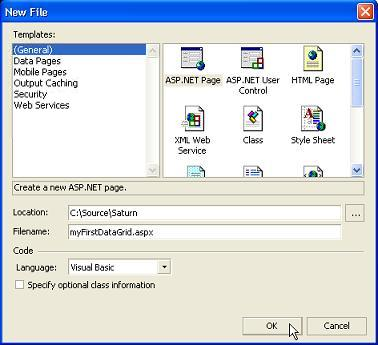 New File
Templates:
(General)
Data Pages
Mobile Pages
Output Caching
Security
Web Services
ASP.NET Page
ASP.NET User Control
HTML Page
XML Web Service
Class
Style Sheet
Create a new ASP.NET page.
Location: C:\Source\Saturn ...
Filename: myFirstDataGrid.aspx
Code
Language: Visual Basic
Specify optional class information
OK Cancel